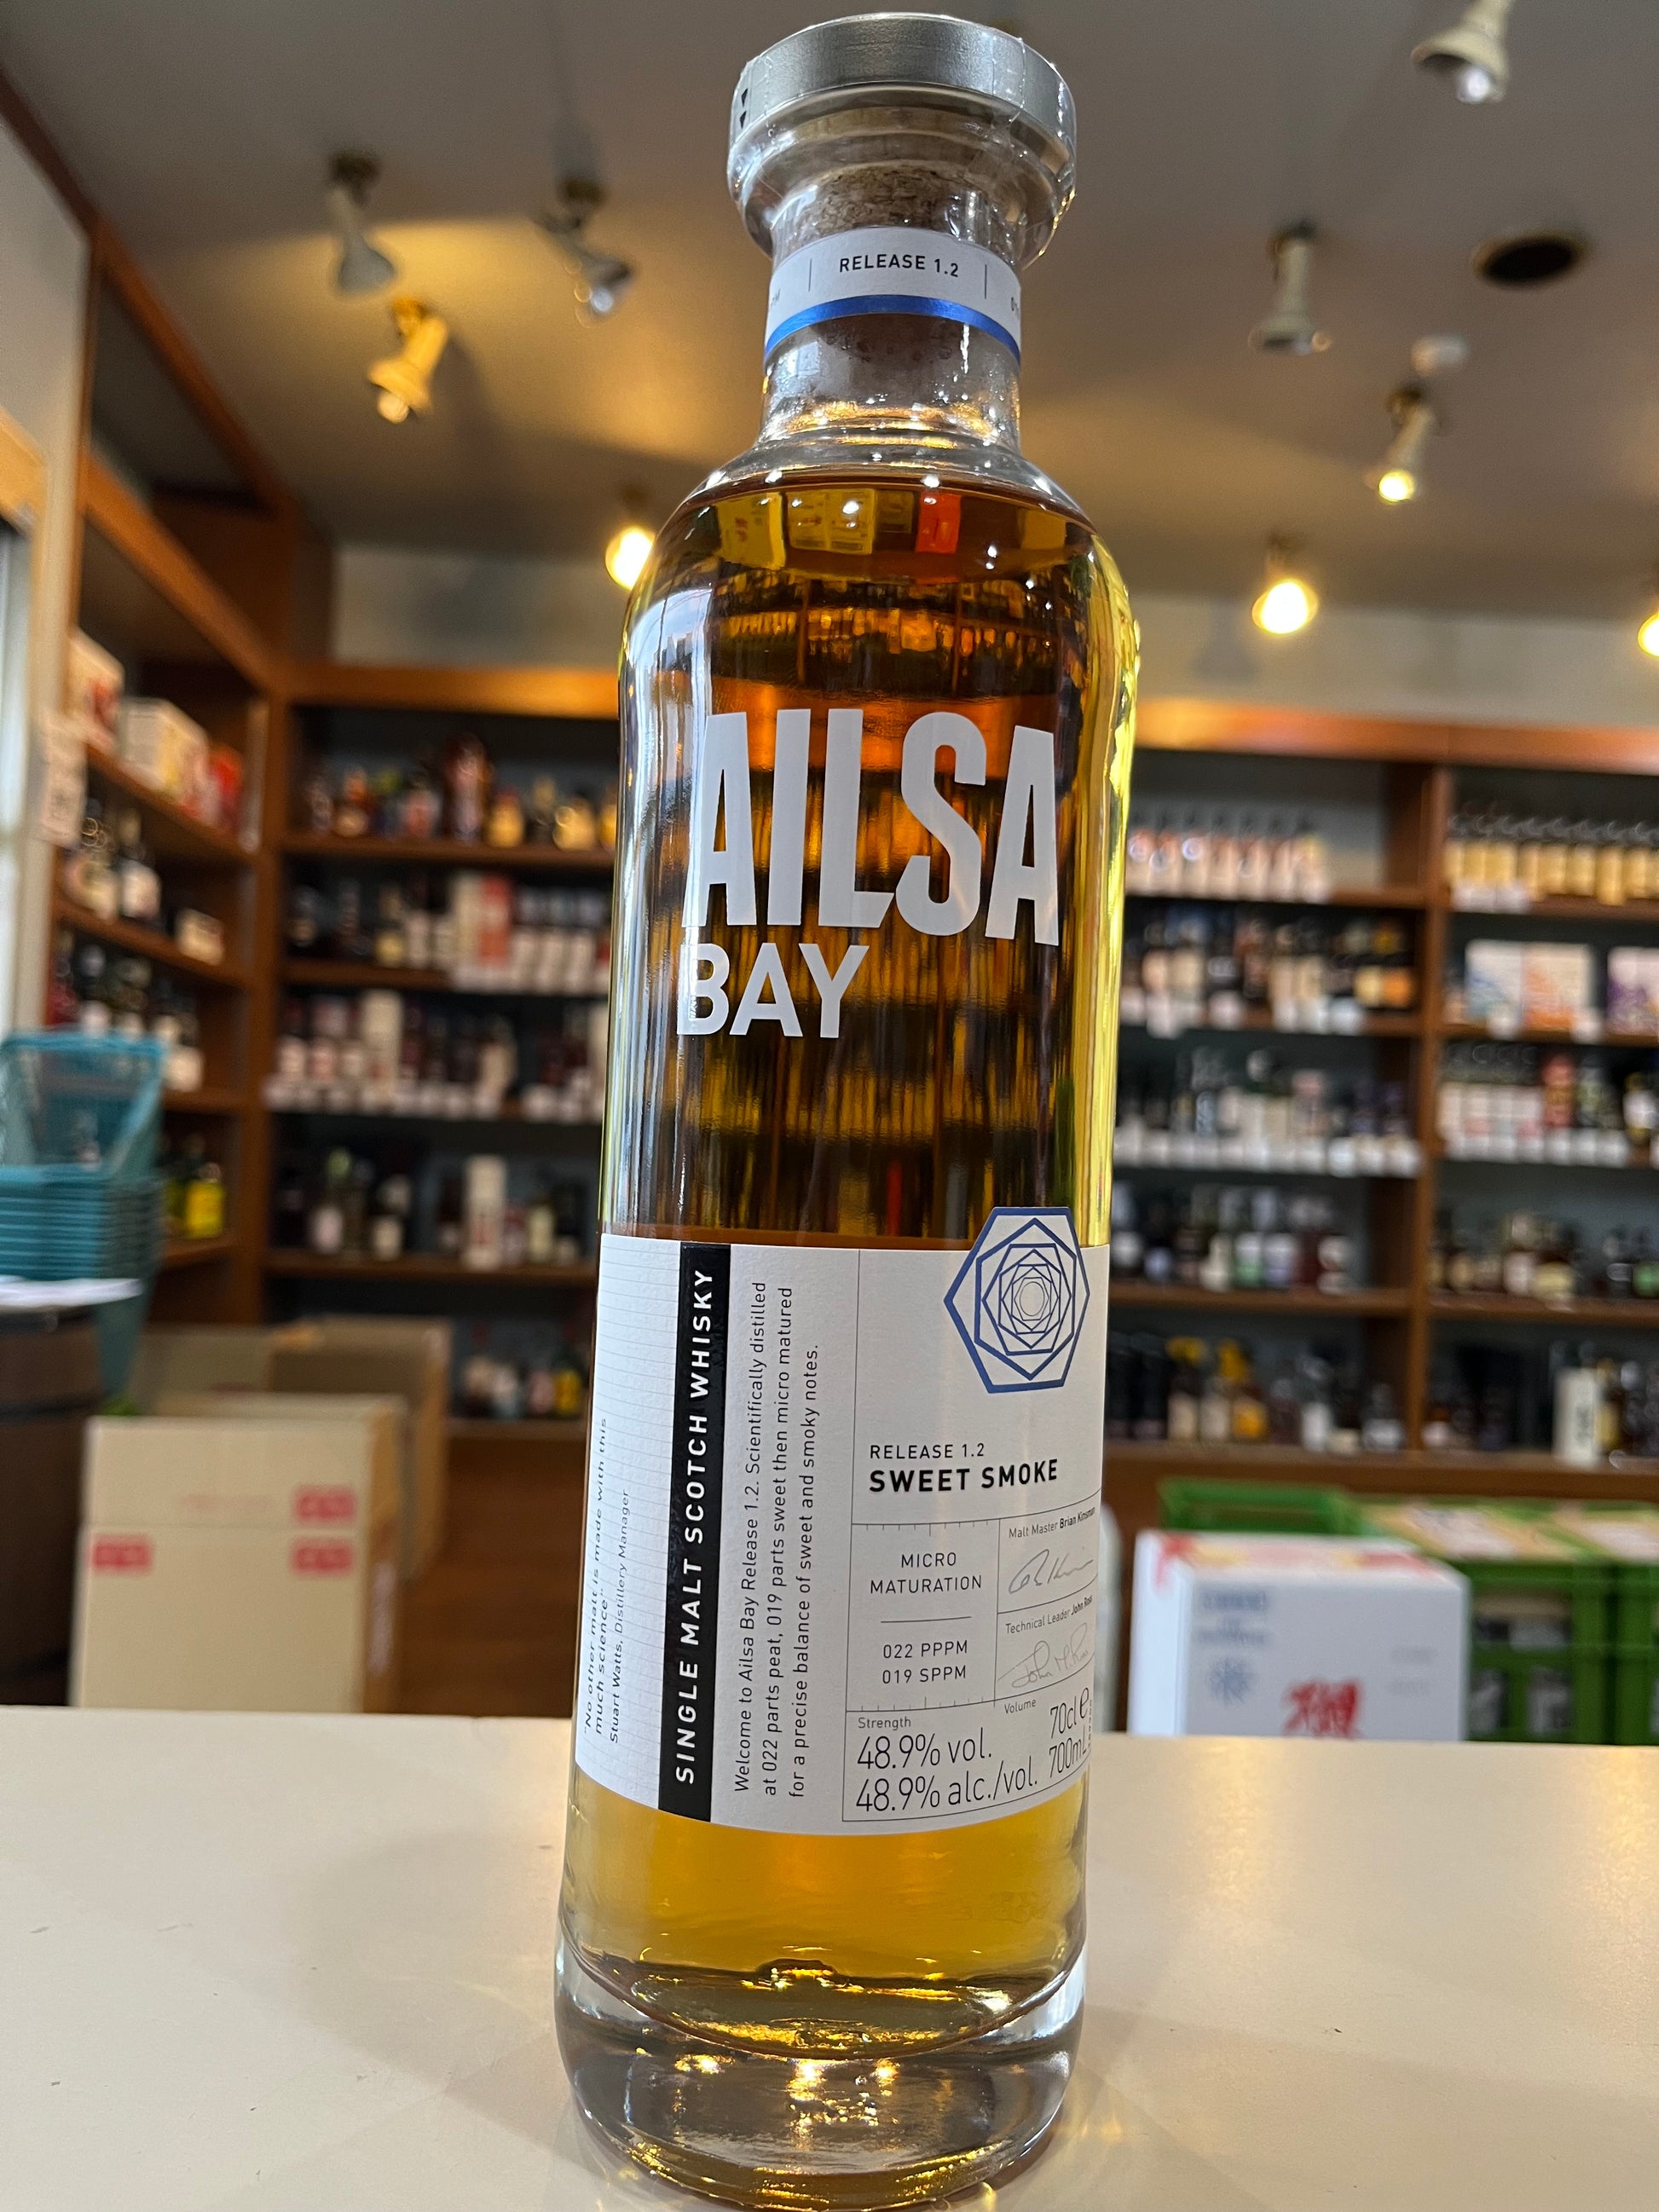 RELEASE 1.2
AILSA
BAY
"No other malt is made with this
much science"
Stuart Watts, Distillery Manager
SINGLE MALT SCOTCH WHISKY
Welcome to Ailsa Bay Release 1.2. Scientifically distilled
at 022 parts peat, 019 parts sweet then micro matured
for a precise balance of sweet and smoky notes.
RELEASE 1.2
SWEET SMOKE
MICRO
MATURATION
022 PPPM
019 SPPM
Malt Master Brian Kinsman
Technical Leader John Ross
Strength
48.9% vol.
48.9% alc./vol.
Volume
70cl e
700mL